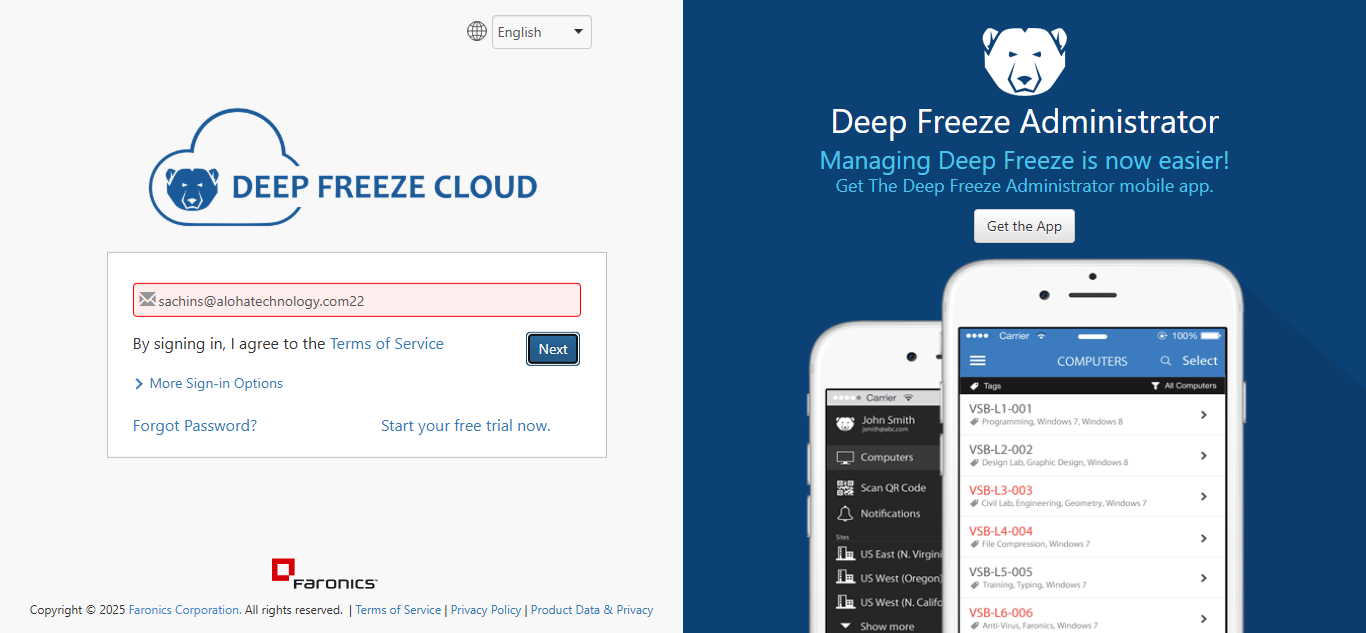 English
DEEP FREEZE CLOUD
sachins@alohatechnology.com22
By signing in, I agree to the Terms of Service
Next
More Sign-in Options
Forgot Password?
Start your free trial now.
FARONICS
Copyright © 2025 Faronics Corporation. All rights reserved. | Terms of Service | Privacy Policy | Product Data & Privacy
Deep Freeze Administrator
Managing Deep Freeze is now easier!
Get The Deep Freeze Administrator mobile app.
Get the App
Carrier
John Smith
jsmith@abc.com
Computers
Scan QR Code
Notifications
Sites
US East (N. Virgini
US West (Oregon)
US West (N. Califo
Show more
Carrier 100%
COMPUTERS Select
Tags All Computers
VSB-L1-001
Programming, Windows 7, Windows 8
VSB-L2-002
Design Lab, Graphic Design, Windows 8
VSB-L3-003
Civil Lab, Engineering, Geometry, Windows 7
VSB-L4-004
File Compression, Windows 7
VSB-L5-005
Training, Typing, Windows 7
VSB-L6-006
Anti-Virus, Faronics, Windows 7